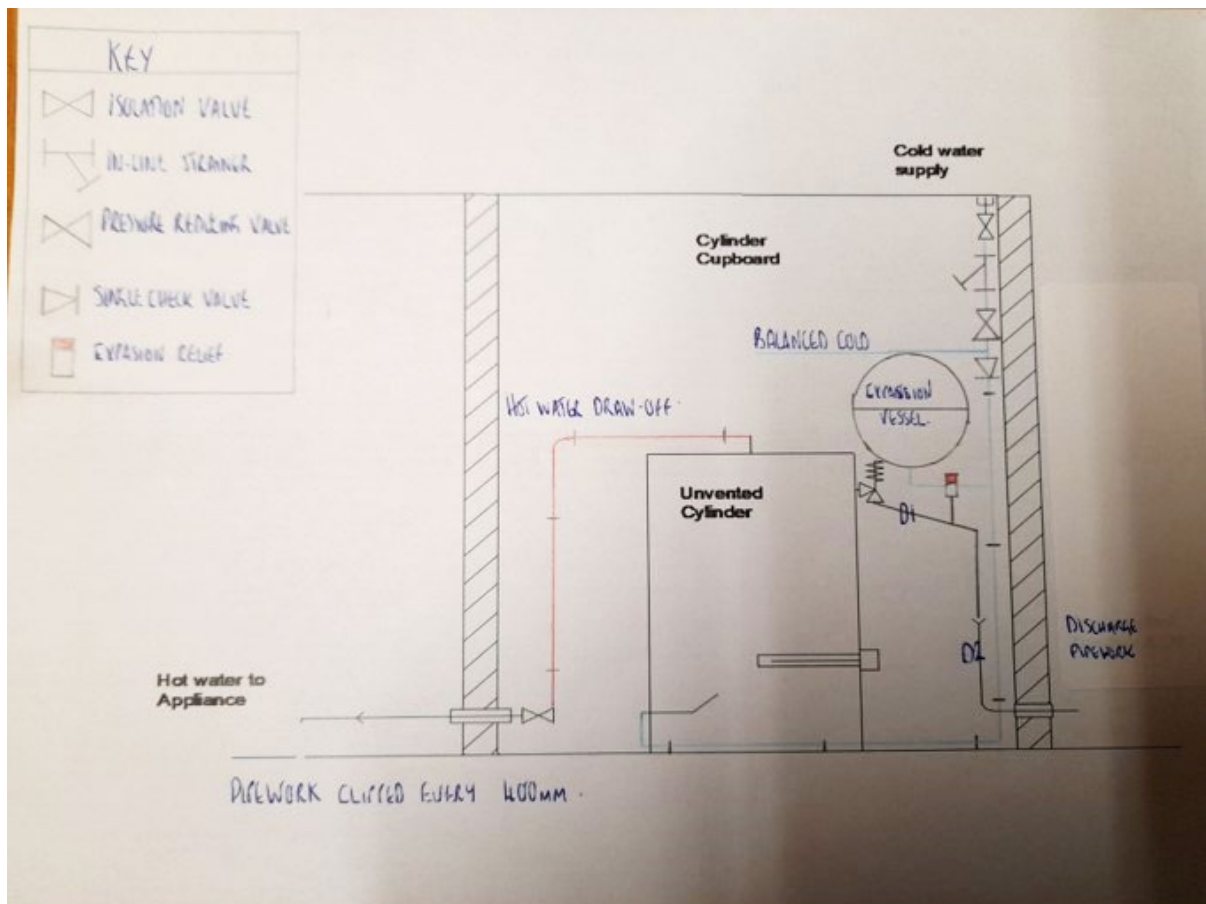 KEY
ISOLATION VALVE
IN-LINE STRAINER
PRESSURE REDUCING VALVE
SINGLE CHECK VALVE
EXPASION RELIEF
Cold water
supply
Cylinder
Cupboard
BALANCED COLD
EXPANSION
VESSEL.
HOT WATER DRAW-OFF.
Unvented
Cylinder
D1
D2
DISCHARGE
PIPEWORK
Hot water to
Appliance
PIPEWORK CLIPPED EVERY 400MM.